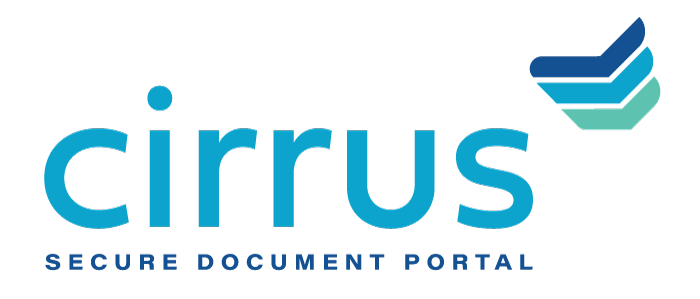 cirrus
SECURE DOCUMENT PORTAL